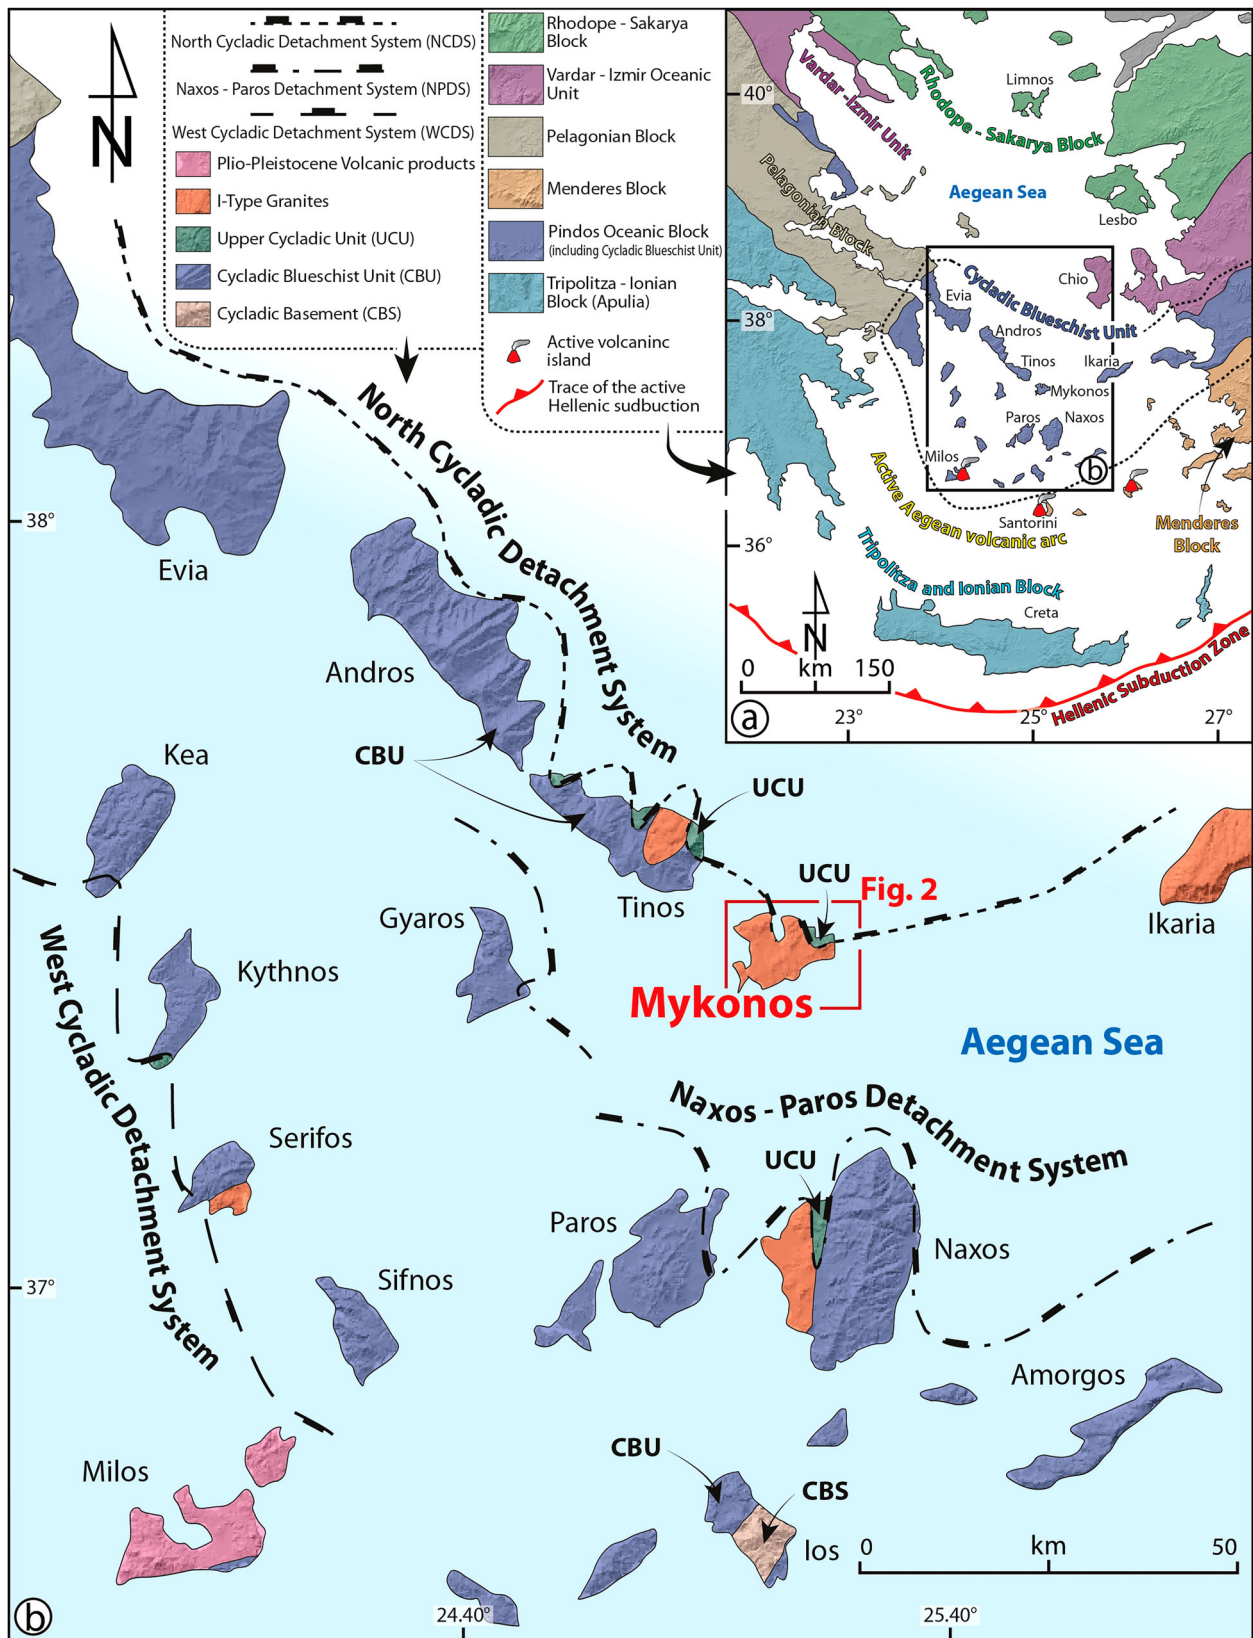 North Cycladic Detachment System (NCDS)
Naxos - Paros Detachment System (NPDS)
West Cycladic Detachment System (WCDS)
Plio-Pleistocene Volcanic products
I-Type Granites
Upper Cycladic Unit (UCU)
Cycladic Blueschist Unit (CBU)
Cycladic Basement (CBS)
Rhodope - Sakarya
Block
Vardar - Izmir Oceanic
Unit
Pelagonian Block
Menderes Block
Pindos Oceanic Block
(including Cycladic Blueschist Unit)
Tripolitza - Ionian
Block (Apulia)
Active volcaninc
island
Trace of the active
Hellenic sudbuction
N
40°
38°
36°
23°
25°
27°
Vardar-Izmir Unit
Rhodope - Sakarya Block
Limnos
Pelagonian Block
Aegean Sea
Lesbo
Cycladic Blueschist Unit
Chio
Evia
Andros
Tinos
Ikaria
Mykonos
Paros
Naxos
Milos
b
Active Aegean volcanic arc
Santorini
Menderes
Block
Tripolitza and Ionian Block
Creta
N
0 km 150
Hellenic Subduction Zone
a
38°
37°
Evia
North Cycladic Detachment System
Andros
CBU
Kea
UCU
Tinos
UCU
Fig. 2
Gyaros
Ikaria
Kythnos
Mykonos
West Cycladic Detachment System
Aegean Sea
Naxos - Paros Detachment System
Serifos
UCU
Paros
Naxos
Sifnos
Amorgos
CBU
Milos
CBS
Ios
0 km 50
b
24.40°
25.40°